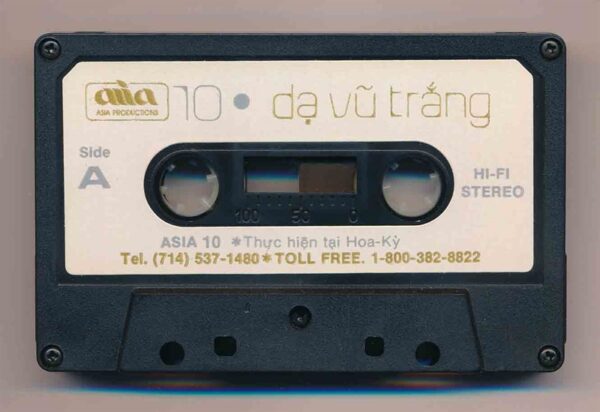 asia
ASIA PRODUCTIONS
10 • dạ vũ trắng
Side
A
HI-FI
STEREO
100 50 0
ASIA 10 *Thực hiện tại Hoa-Kỳ
Tel. (714) 537-1480*TOLL FREE. 1-800-382-8822